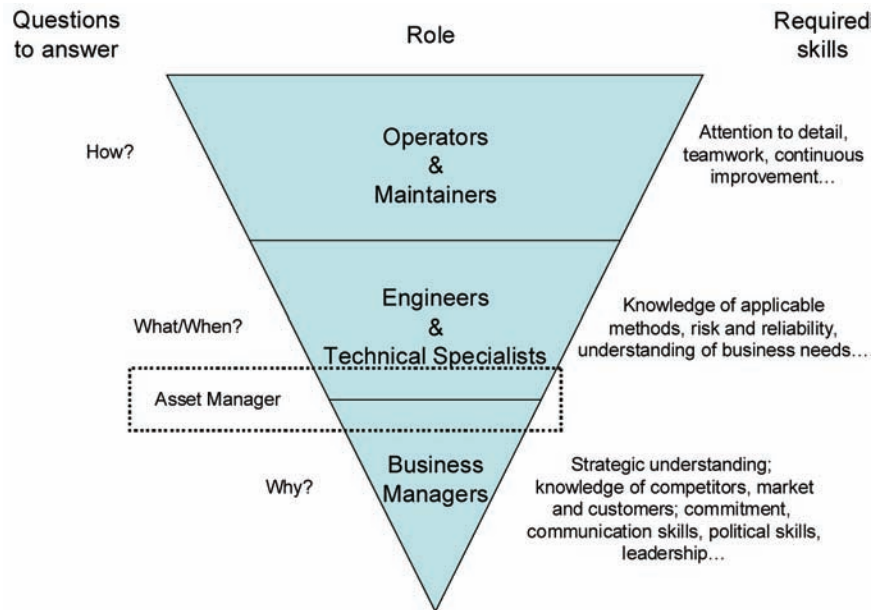 Questions
to answer
Role
Required
skills
How?
Operators
&
Maintainers
Attention to detail,
teamwork, continuous
improvement…
What/When?
Engineers
&
Technical Specialists
Knowledge of applicable
methods, risk and reliability,
understanding of business needs…
Asset Manager
Why?
Business
Managers
Strategic understanding;
knowledge of competitors, market
and customers; commitment,
communication skills, political skills,
leadership…